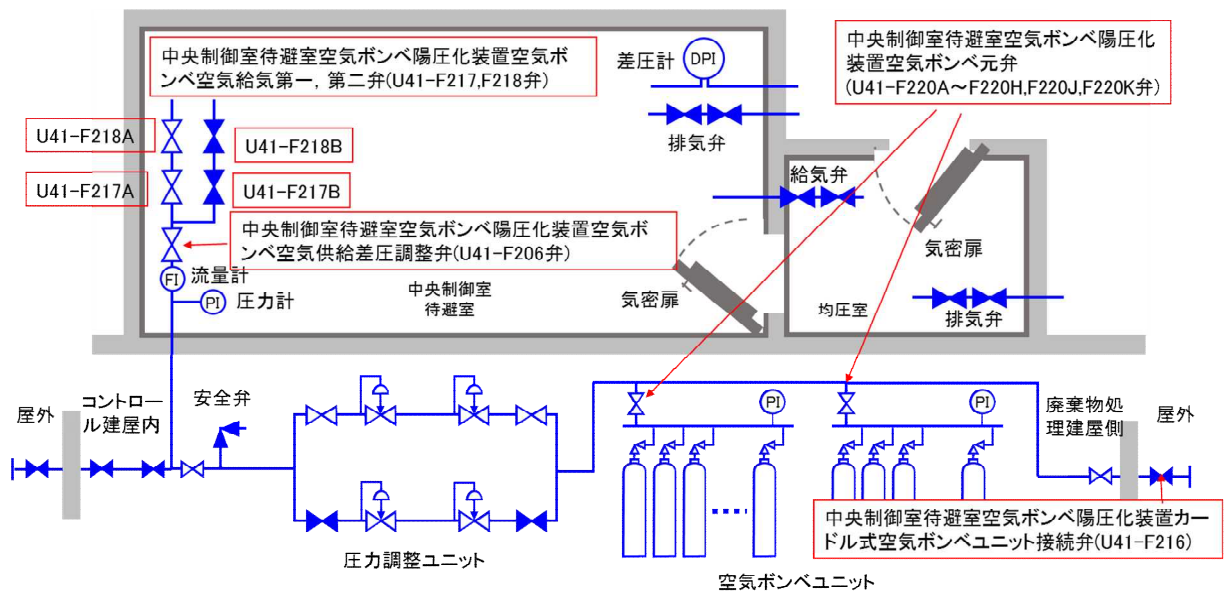 中央制御室待避室空気ボンベ陽圧化装置空気ボ
ンベ空気給気第一，第二弁(U41-F217,F218弁)
差圧計
DPI
排気弁
中央制御室待避室空気ボンベ陽圧化
装置空気ボンベ元弁
(U41-F220A～F220H,F220J,F220K弁)
U41-F218A
U41-F218B
U41-F217A
U41-F217B
給気弁
気密扉
中央制御室待避室空気ボンベ陽圧化装置空気ボ
ンベ空気供給差圧調整弁(U41-F206弁)
FI
流量計
PI
圧力計
中央制御室
待避室
気密扉
均圧室
排気弁
屋外
コントロー
ル建屋内
安全弁
PI
PI
廃棄物処
理建屋側
屋外
圧力調整ユニット
中央制御室待避室空気ボンベ陽圧化装置カー
ドル式空気ボンベユニット接続弁(U41-F216)
空気ボンベユニット